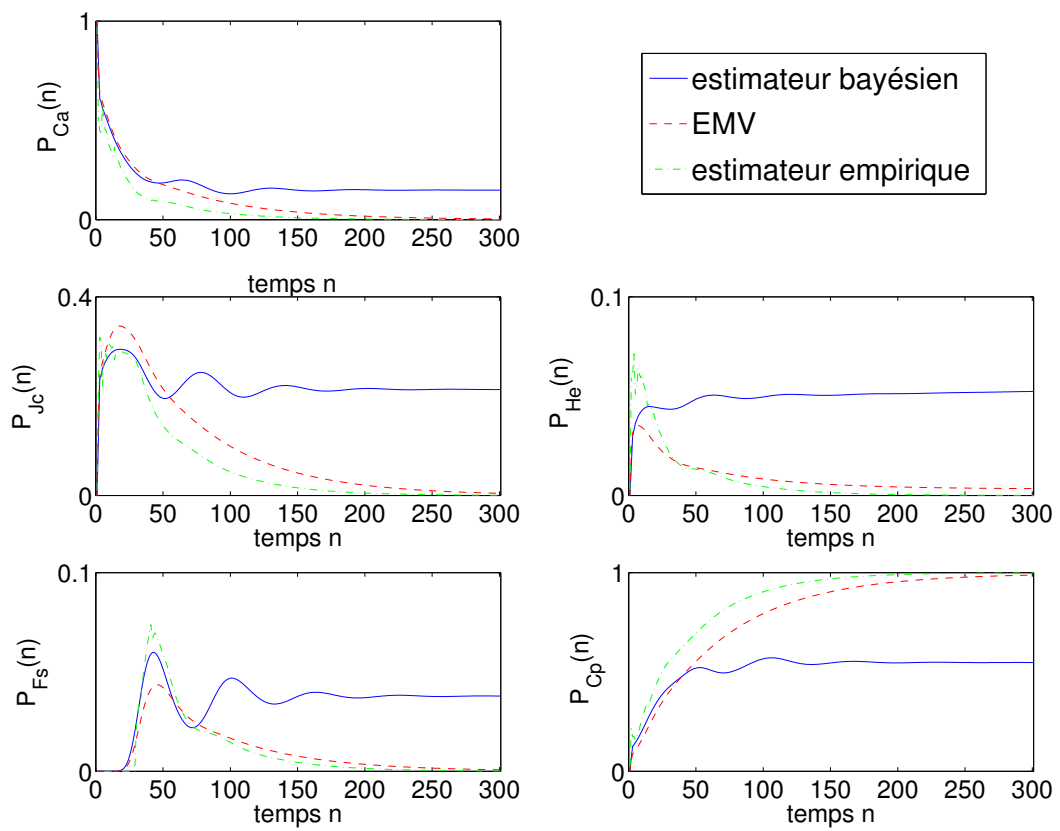 1
P_Ca(n)
0
0 50 100 150 200 250 300
temps n
estimateur bayésien
EMV
estimateur empirique
0.4
P_Jc(n)
0
0 50 100 150 200 250 300
temps n
0.1
P_He(n)
0
0 50 100 150 200 250 300
temps n
0.1
P_Fs(n)
0
0 50 100 150 200 250 300
temps n
1
P_Cp(n)
0
0 50 100 150 200 250 300
temps n